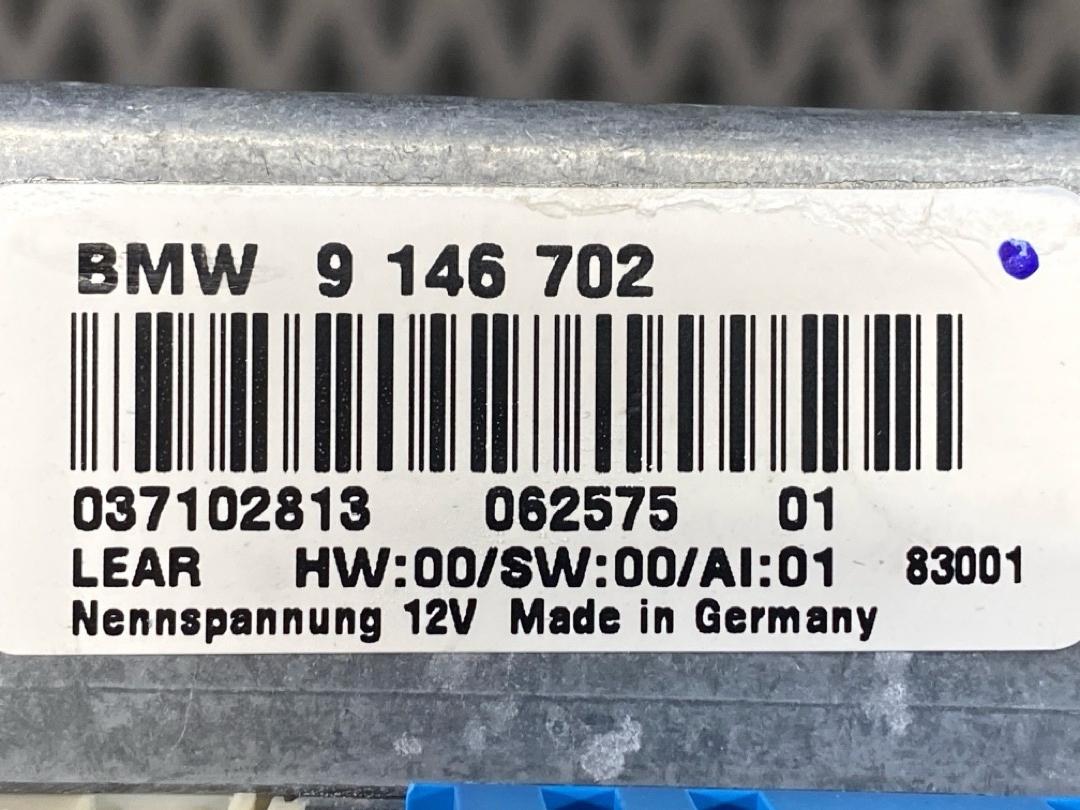 BMW 9 146 702
037102813 062575 01
LEAR HW:00/SW:00/AI:01 83001
Nennspannung 12V Made in Germany